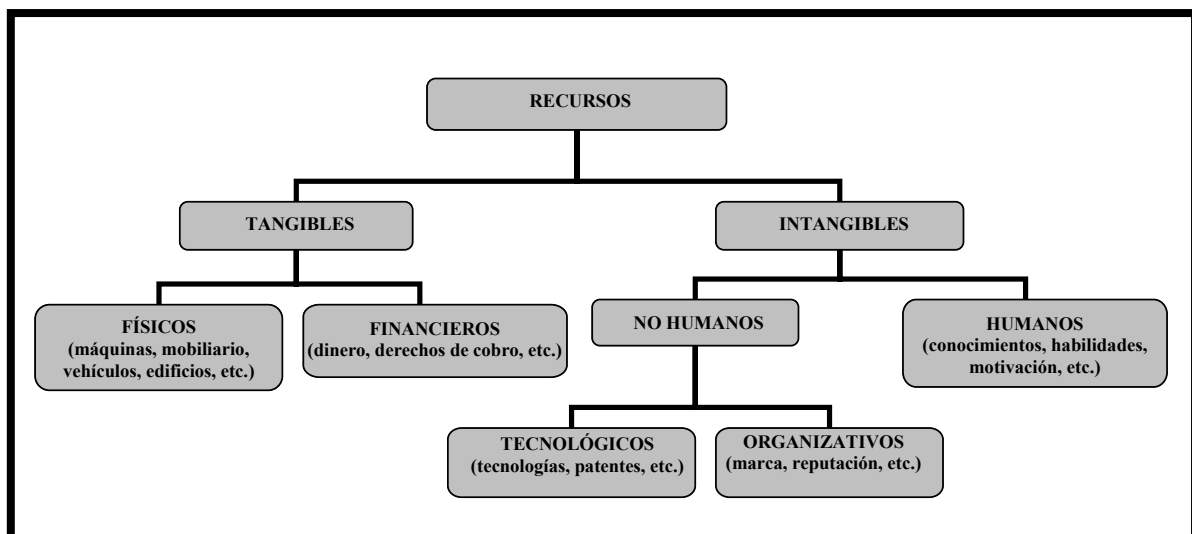 RECURSOS
TANGIBLES
INTANGIBLES
FÍSICOS
(máquinas, mobiliario,
vehículos, edificios, etc.)
FINANCIEROS
(dinero, derechos de cobro, etc.)
NO HUMANOS
HUMANOS
(conocimientos, habilidades,
motivación, etc.)
TECNOLÓGICOS
(tecnologías, patentes, etc.)
ORGANIZATIVOS
(marca, reputación, etc.)